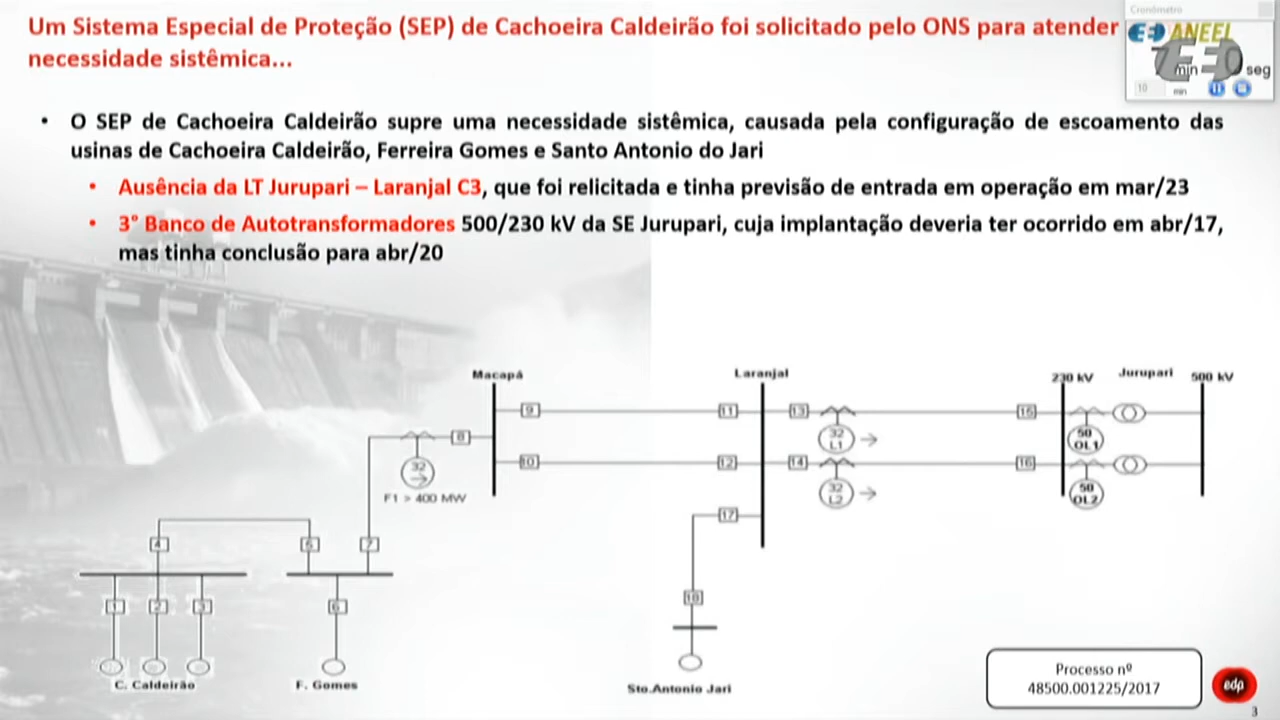 Um Sistema Especial de Proteção (SEP) de Cachoeira Caldeirão foi solicitado pelo ONS para atender
necessidade sistêmica...
Cronômetro
ANEEL
min
seg
10
min
• O SEP de Cachoeira Caldeirão supre uma necessidade sistêmica, causada pela configuração de escoamento das
usinas de Cachoeira Caldeirão, Ferreira Gomes e Santo Antonio do Jari
• Ausência da LT Jurupari – Laranjal C3, que foi relicitada e tinha previsão de entrada em operação em mar/23
• 3° Banco de Autotransformadores 500/230 kV da SE Jurupari, cuja implantação deveria ter ocorrido em abr/17,
mas tinha conclusão para abr/20
Macapá
Laranjal
230 kV
Jurupari
500 kV
9
11
13
15
32
L1
50
OL1
8
32
F1 > 400 MW
10
12
14
16
32
L2
50
OL2
17
4
5
7
1
2
3
6
18
C. Caldeirão
F. Gomes
Sto.Antonio Jari
Processo nº
48500.001225/2017
edp
3